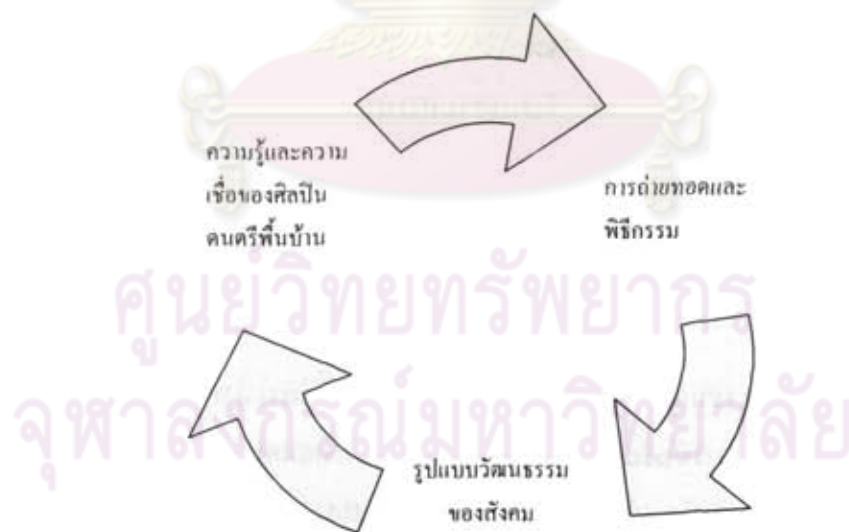 ความรู้และความ
เชื่อของศิลปิน
ดนตรีพื้นบ้าน
การถ่ายทอดและ
พิธีกรรม
ศูนย์วิทยทรัพยากร
จุฬาลงกรณ์มหาวิทยาลัย
รูปแบบวัฒนธรรม
ของสังคม